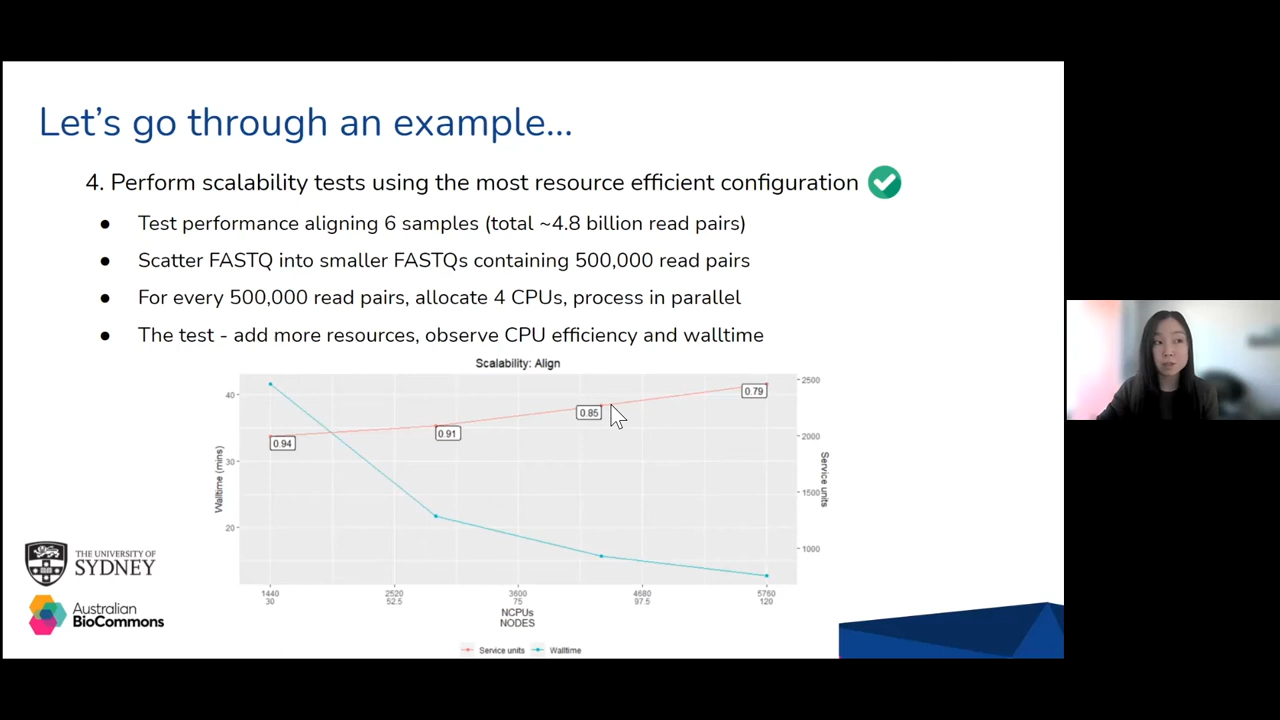 Let's go through an example...
4. Perform scalability tests using the most resource efficient configuration
● Test performance aligning 6 samples (total ~4.8 billion read pairs)
● Scatter FASTQ into smaller FASTQs containing 500,000 read pairs
● For every 500,000 read pairs, allocate 4 CPUs, process in parallel
● The test - add more resources, observe CPU efficiency and walltime
Scalability: Align
40
30
20
Walltime (mins)
0.94
0.91
0.85
0.79
2500
2000
1500
1000
Service units
1440 2520 3600 4680 5760
30 52.5 75 97.5 120
NCPUs
NODES
Service units Walltime
THE UNIVERSITY OF
SYDNEY
Australian
BioCommons